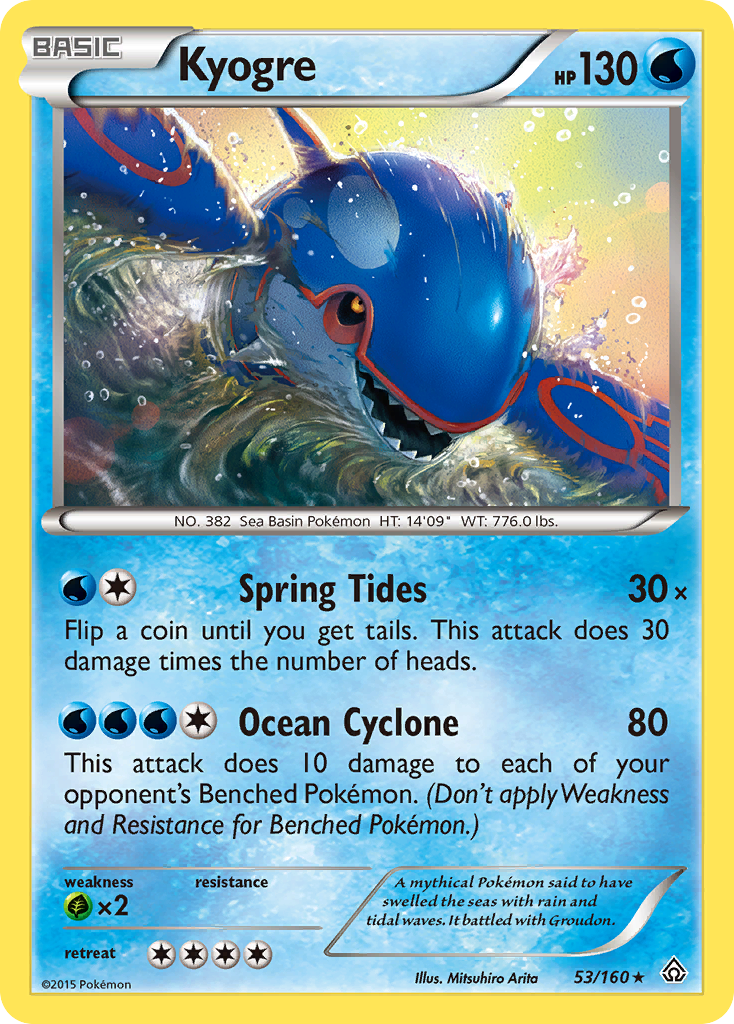 BASIC
Kyogre
HP 130
NO. 382 Sea Basin Pokémon HT: 14'09" WT: 776.0 lbs.
Spring Tides 30×
Flip a coin until you get tails. This attack does 30
damage times the number of heads.
Ocean Cyclone 80
This attack does 10 damage to each of your
opponent's Benched Pokémon. (Don't apply Weakness
and Resistance for Benched Pokémon.)
weakness resistance
×2
A mythical Pokémon said to have
swelled the seas with rain and
tidal waves. It battled with Groudon.
retreat
©2015 Pokémon
Illus. Mitsuhiro Arita 53/160 ★